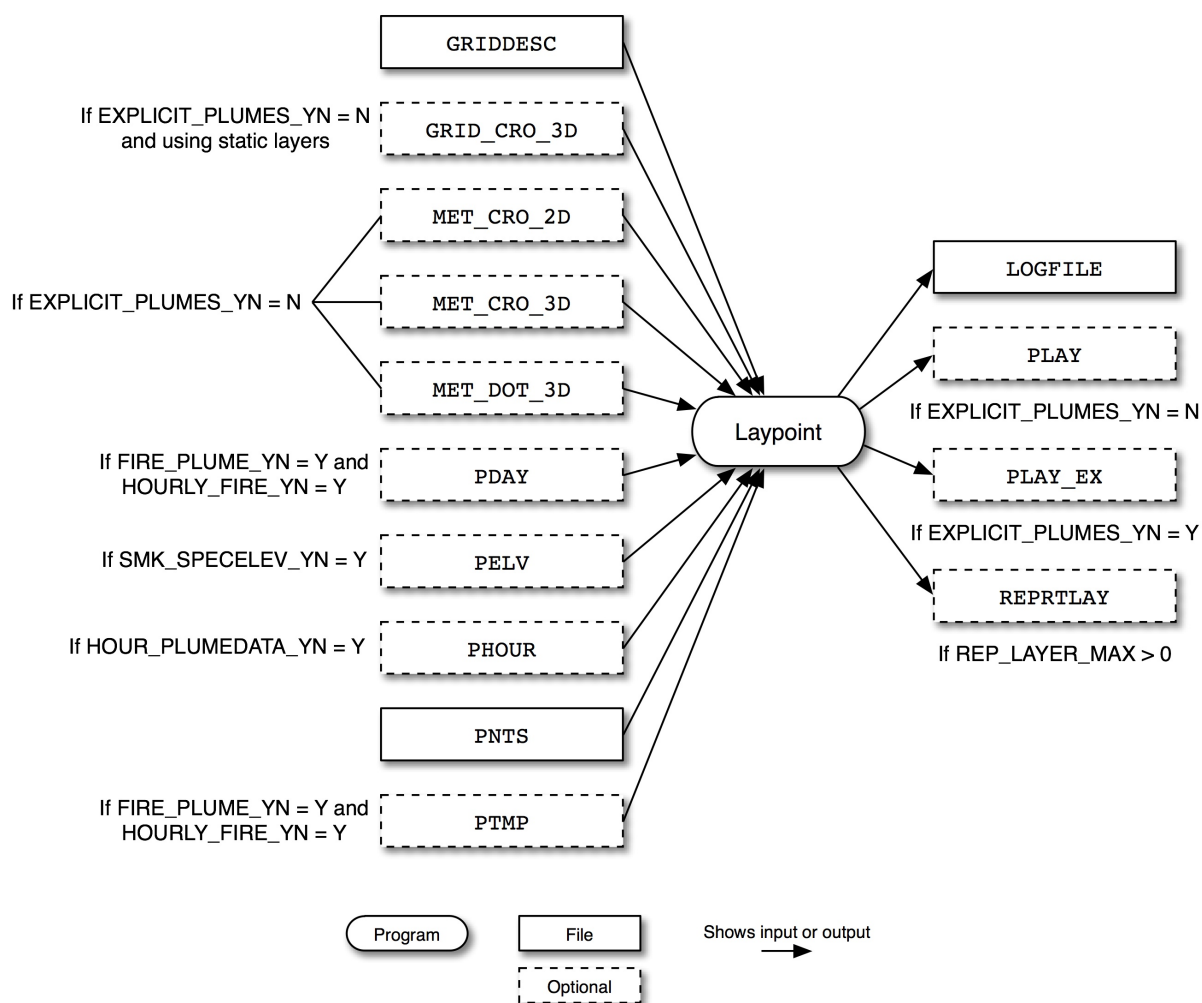 GRIDDESC
If EXPLICIT_PLUMES_YN = N
and using static layers
GRID_CRO_3D
MET_CRO_2D
If EXPLICIT_PLUMES_YN = N
MET_CRO_3D
MET_DOT_3D
If FIRE_PLUME_YN = Y and
HOURLY_FIRE_YN = Y
PDAY
If SMK_SPECELEV_YN = Y
PELV
If HOUR_PLUMEDATA_YN = Y
PHOUR
PNTS
If FIRE_PLUME_YN = Y and
HOURLY_FIRE_YN = Y
PTMP
Laypoint
LOGFILE
PLAY
If EXPLICIT_PLUMES_YN = N
PLAY_EX
If EXPLICIT_PLUMES_YN = Y
REPRTLAY
If REP_LAYER_MAX > 0
Program
File
Optional
Shows input or output